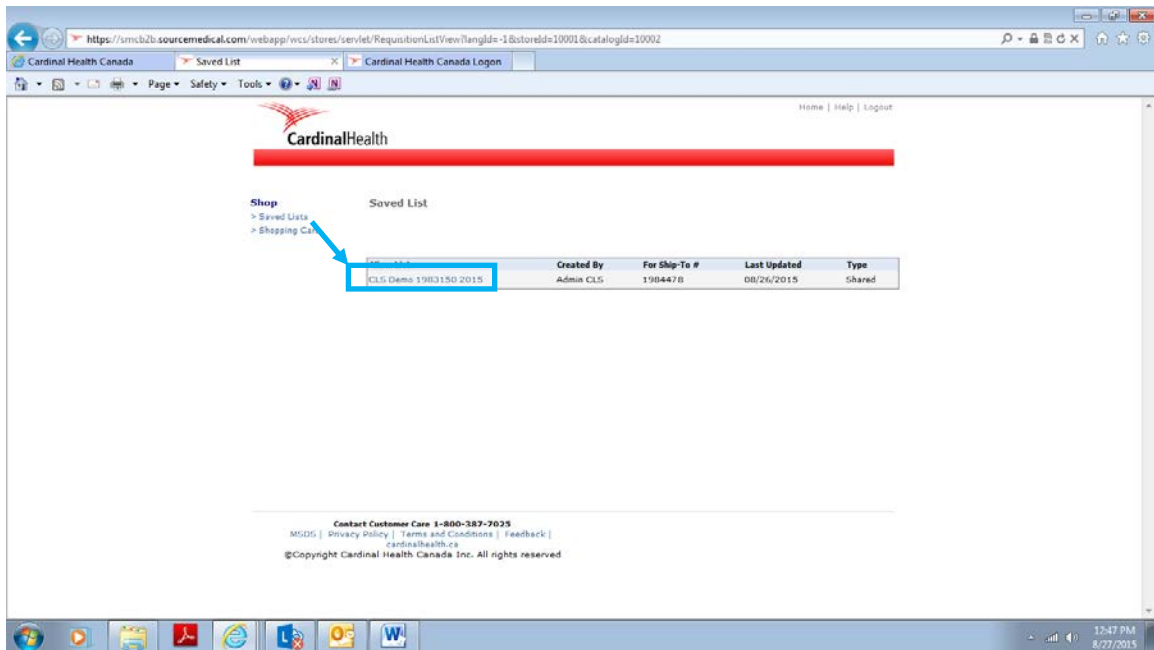 https://smcb2b.sourcemedical.com/webapp/wcs/stores/servlet/RequisitionListView?langId=-1&storeId=10001&catalogId=10002
Cardinal Health Canada Saved List Cardinal Health Canada Logon
Page Safety Tools
Home | Help | Logout
CardinalHealth
Shop Saved List
> Saved Lists
> Shopping Car
Created By For Ship-To # Last Updated Type
CLS Demo 1983150 2015 Admin CLS 1984478 08/26/2015 Shared
Contact Customer Care 1-800-387-7025
MSDS | Privacy Policy | Terms and Conditions | Feedback |
cardinalhealth.ca
©Copyright Cardinal Health Canada Inc. All rights reserved
12:47 PM
8/27/2015